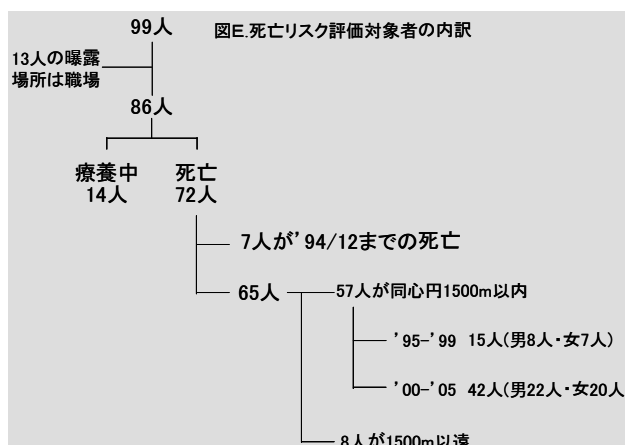 99人
図E.死亡リスク評価対象者の内訳
13人の曝露
場所は職場
86人
療養中
14人
死亡
72人
7人が’94/12までの死亡
65人
57人が同心円1500m以内
’95-’99 15人(男8人・女7人)
’00-’05 42人(男22人・女20人
8人が1500m以遠